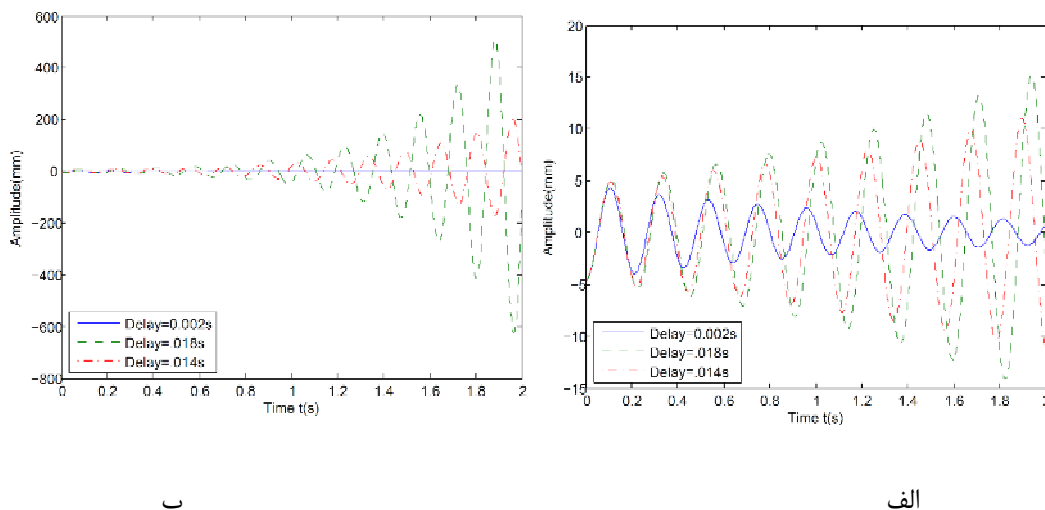 600
400
200
0
−200
−400
−600
−800
Amplitude(mm)
0 0.2 0.4 0.6 0.8 1 1.2 1.4 1.6 1.8 2
Time t(s)
Delay=0.002s
Delay=.018s
Delay=.014s
ب
20
15
10
5
0
−5
−10
−15
Amplitude(mm)
0 0.2 0.4 0.6 0.8 1 1.2 1.4 1.6 1.8 2
Time t(s)
Delay=0.002s
Delay=.018s
Delay=.014s
الف